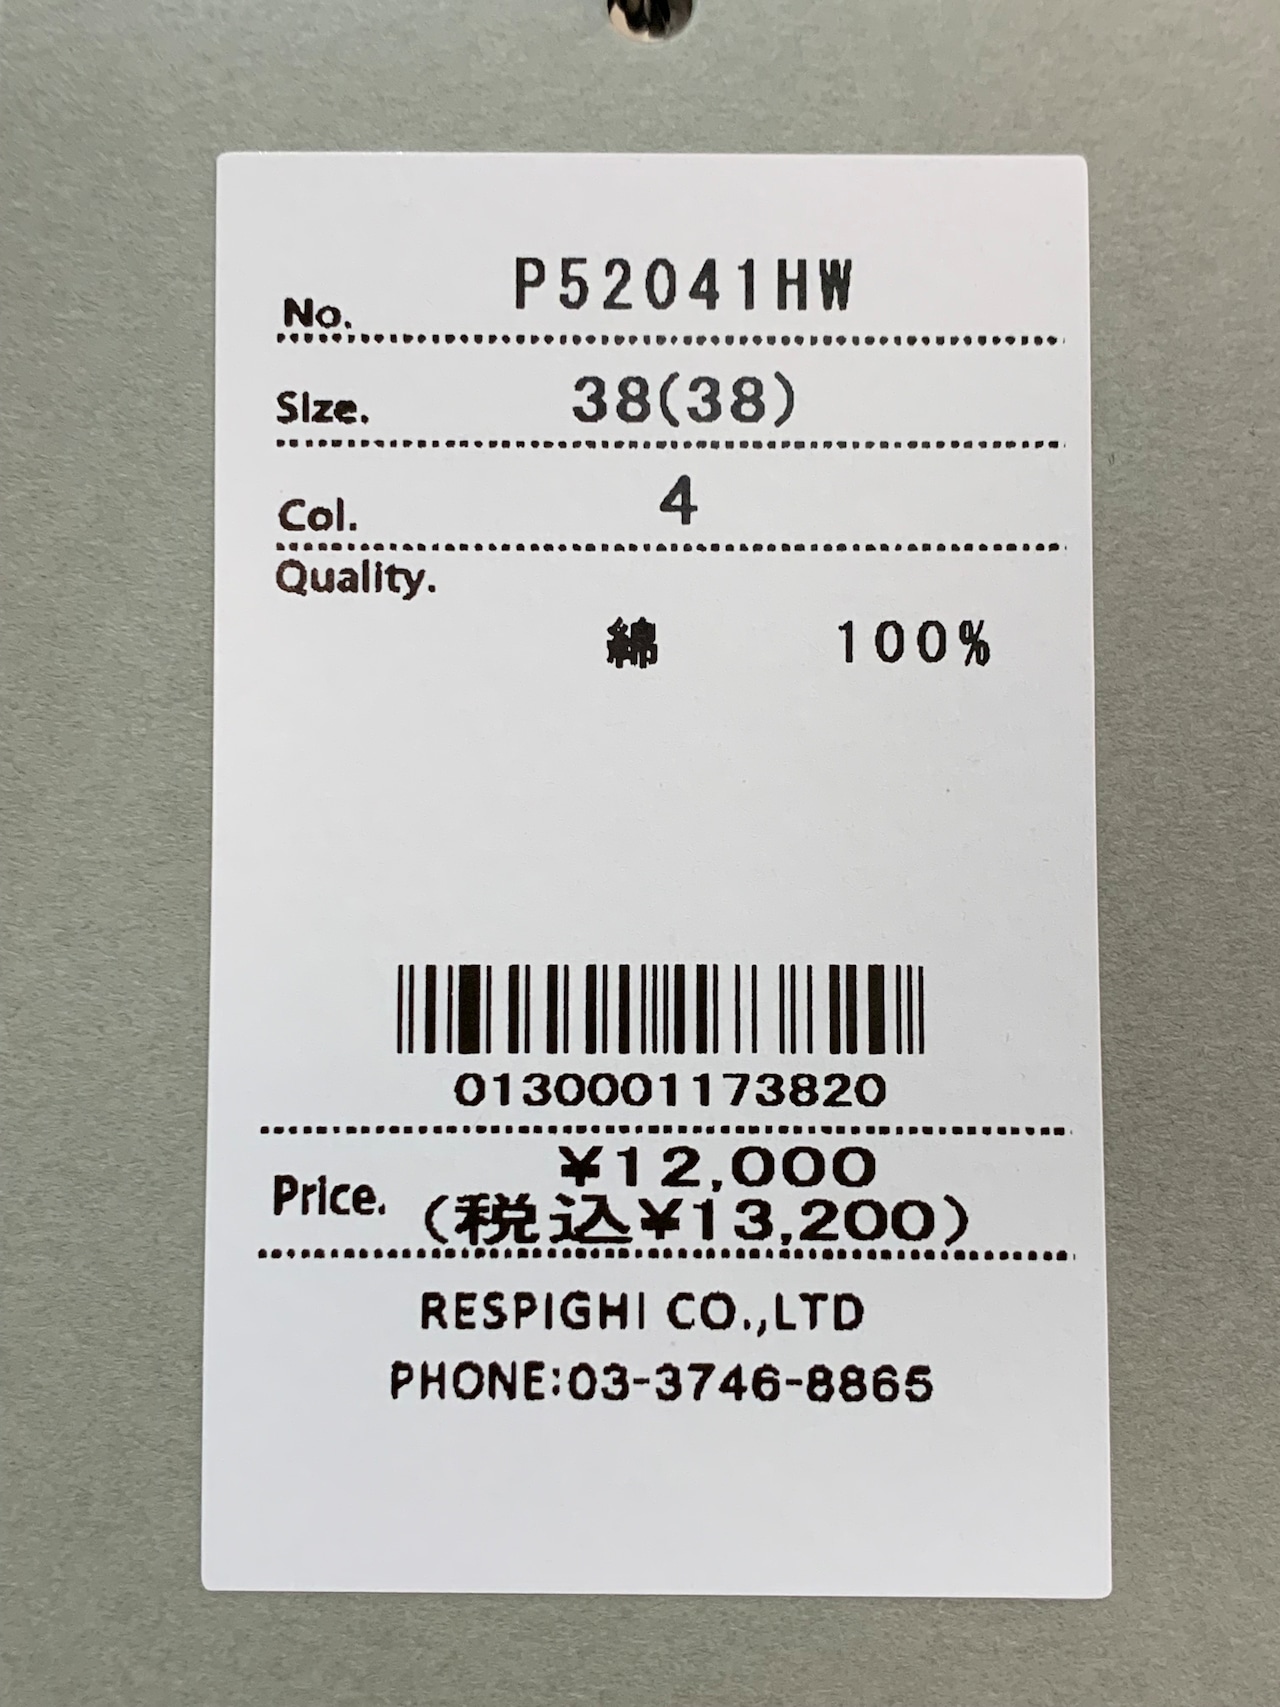 No. P52041HW
Size. 38(38)
Col. 4
Quality.
綿 100%
0130001173820
¥12,000
Price. (税込¥13,200)
RESPIGHI CO.,LTD
PHONE:03-3746-8865